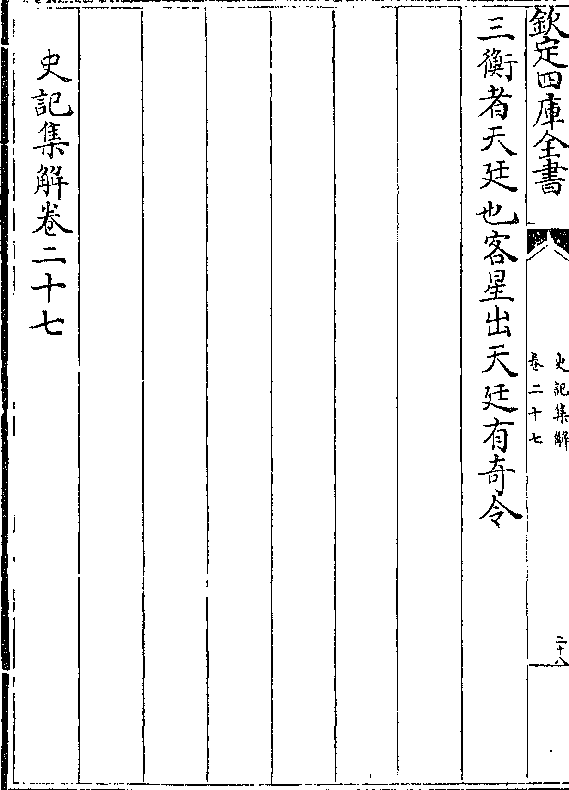 欽定四庫全書
史記集解
卷二十七
二十八
三衡者天廷也客星出天廷有奇令
史記集解卷二十七